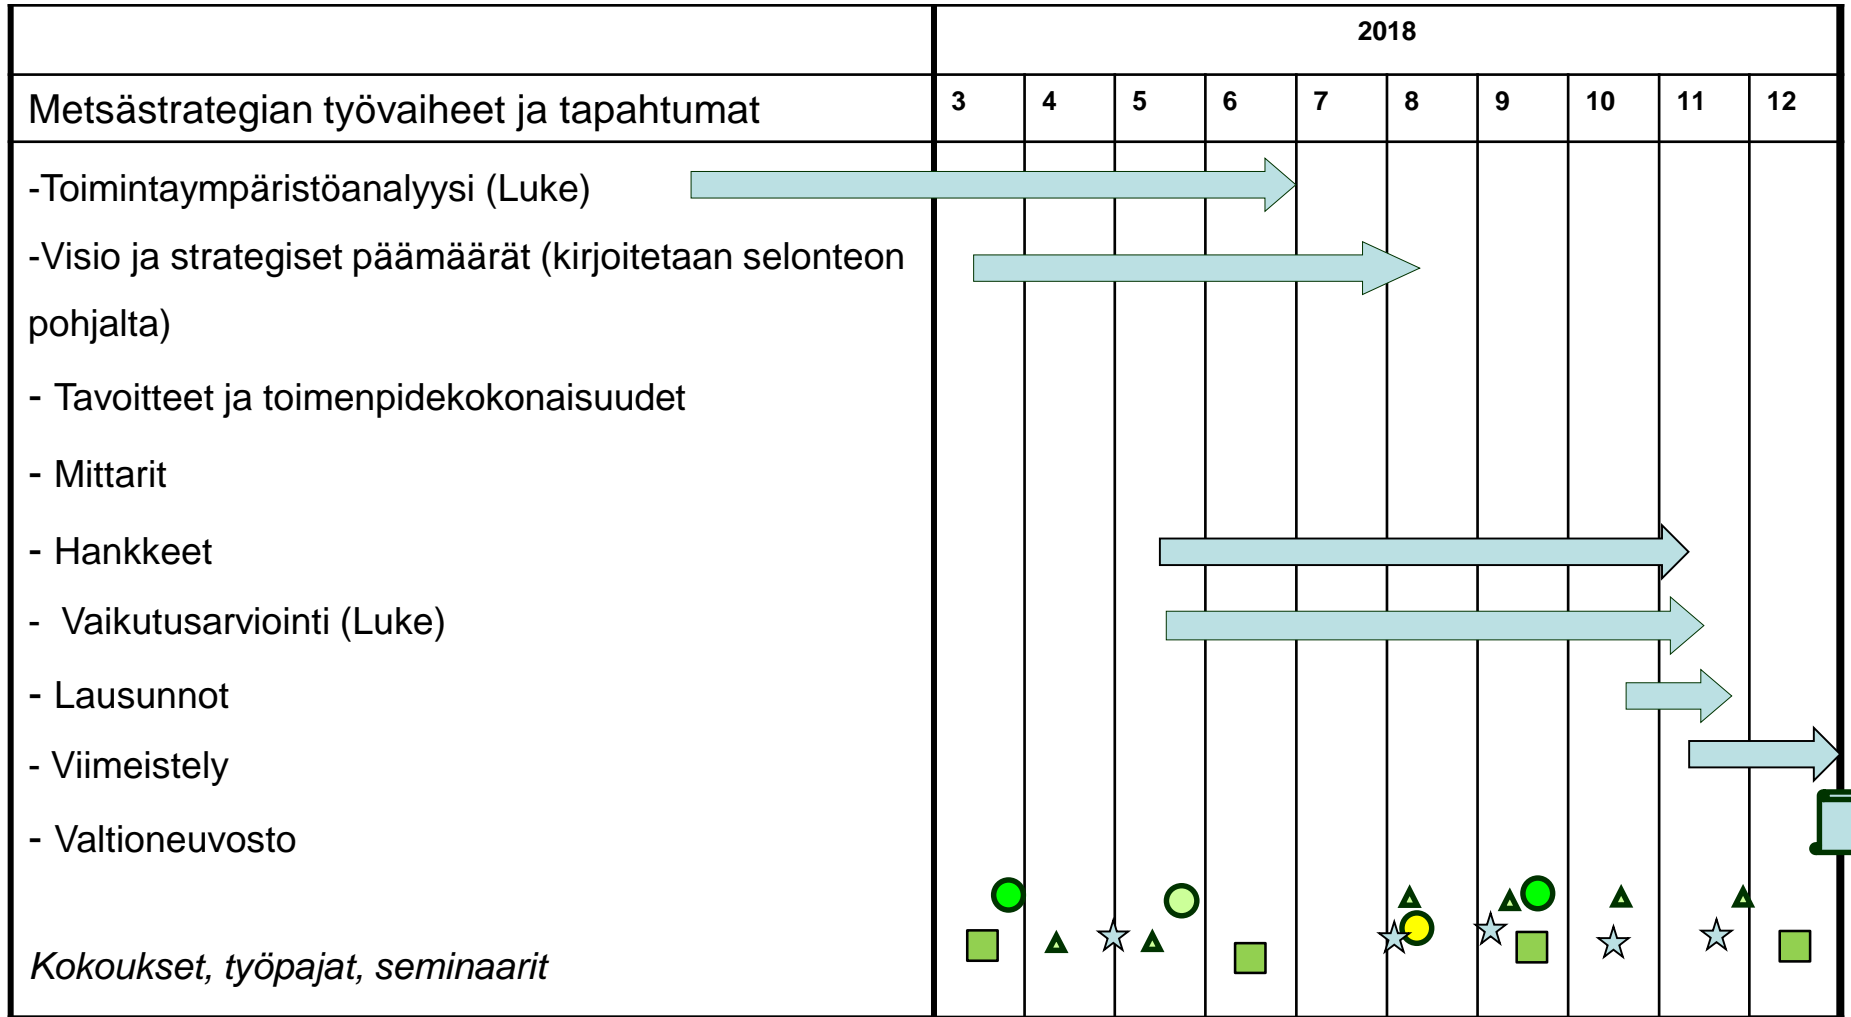 2018
Metsästrategian työvaiheet ja tapahtumat
3 4 5 6 7 8 9 10 11 12
-Toimintaympäristöanalyysi (Luke)
-Visio ja strategiset päämäärät (kirjoitetaan selonteon
pohjalta)
- Tavoitteet ja toimenpidekokonaisuudet
- Mittarit
- Hankkeet
- Vaikutusarviointi (Luke)
- Lausunnot
- Viimeistely
- Valtioneuvosto
Kokoukset, työpajat, seminaarit